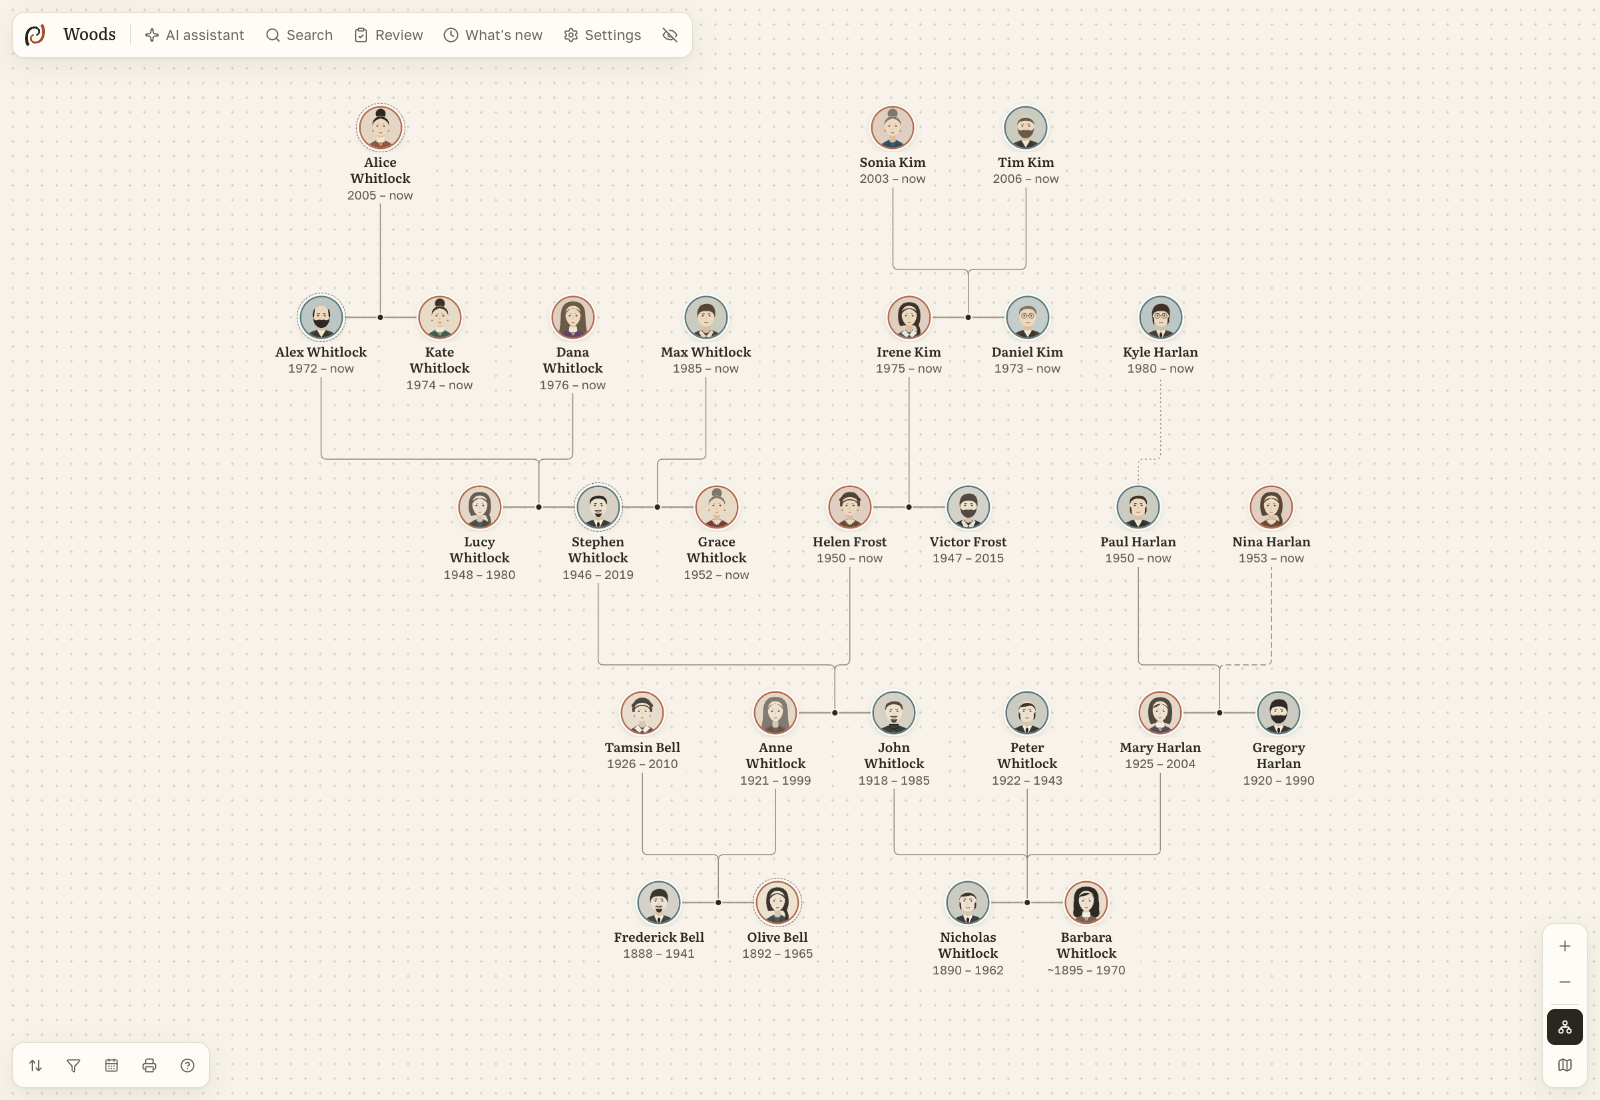 Woods
AI assistant
Search
Review
What's new
Settings
Alice
Whitlock
2005 – now
Sonia Kim
2003 – now
Tim Kim
2006 – now
Alex Whitlock
1972 – now
Kate
Whitlock
1974 – now
Dana
Whitlock
1976 – now
Max Whitlock
1985 – now
Irene Kim
1975 – now
Daniel Kim
1973 – now
Kyle Harlan
1980 – now
Lucy
Whitlock
1948 – 1980
Stephen
Whitlock
1946 – 2019
Grace
Whitlock
1952 – now
Helen Frost
1950 – now
Victor Frost
1947 – 2015
Paul Harlan
1950 – now
Nina Harlan
1953 – now
Tamsin Bell
1926 – 2010
Anne
Whitlock
1921 – 1999
John
Whitlock
1918 – 1985
Peter
Whitlock
1922 – 1943
Mary Harlan
1925 – 2004
Gregory
Harlan
1920 – 1990
Frederick Bell
1888 – 1941
Olive Bell
1892 – 1965
Nicholas
Whitlock
1890 – 1962
Barbara
Whitlock
~1895 – 1970